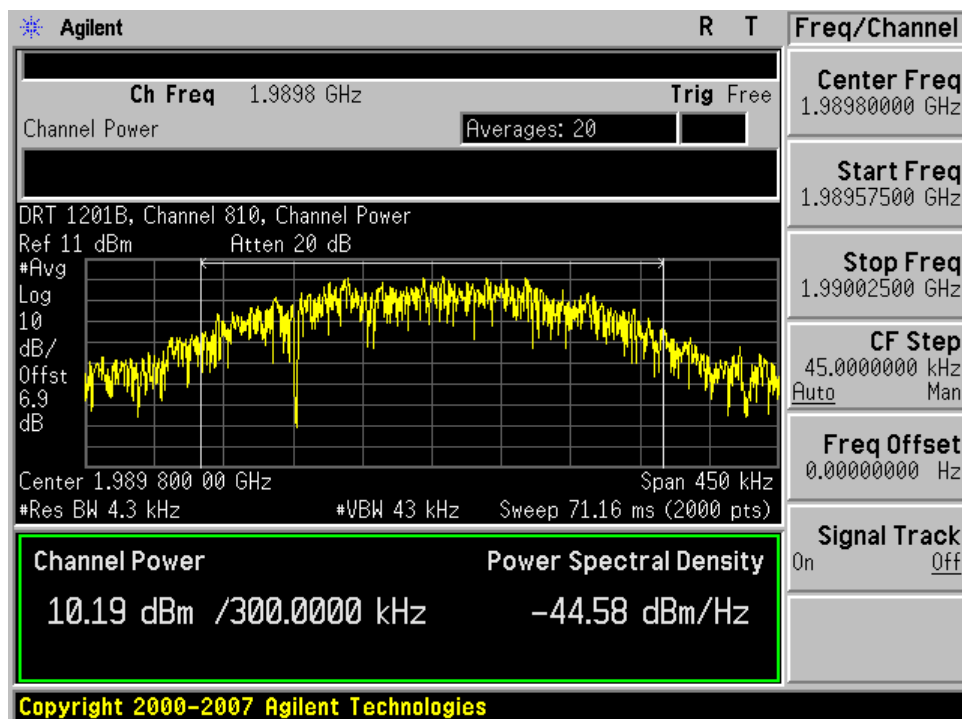 Agilent R T Freq/Channel
Ch Freq 1.9898 GHz Trig Free
Channel Power Averages: 20
DRT 1201B, Channel 810, Channel Power
Ref 11 dBm Atten 20 dB
#Avg
Log
10
dB/
Offst
6.9
dB
Center 1.989 800 00 GHz Span 450 kHz
#Res BW 4.3 kHz #VBW 43 kHz Sweep 71.16 ms (2000 pts)
Channel Power Power Spectral Density
10.19 dBm /300.0000 kHz -44.58 dBm/Hz
Copyright 2000-2007 Agilent Technologies
Center Freq
1.98980000 GHz
Start Freq
1.98957500 GHz
Stop Freq
1.99002500 GHz
CF Step
45.0000000 kHz
Auto Man
Freq Offset
0.00000000 Hz
Signal Track
On Off